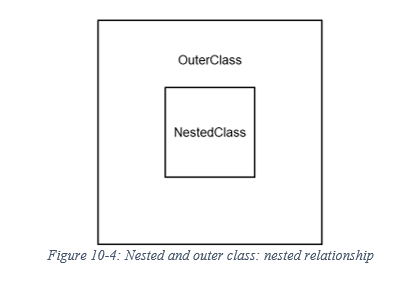 OuterClass
NestedClass
Figure 10-4: Nested and outer class: nested relationship